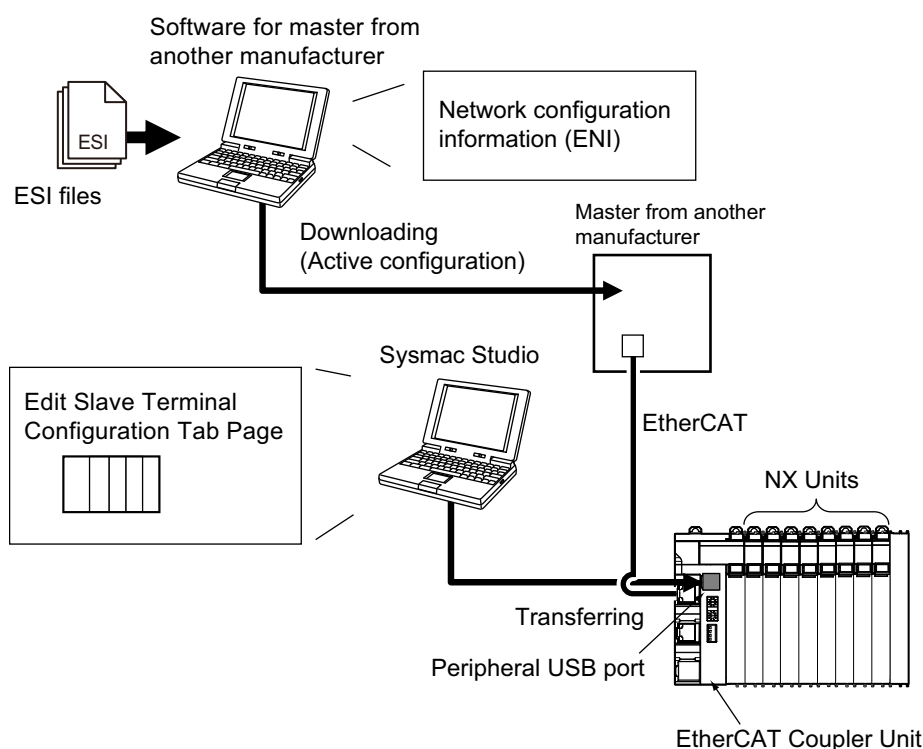 Software for master from
another manufacturer
ESI
ESI files
Network configuration
information (ENI)
Downloading
(Active configuration)
Master from another
manufacturer
Sysmac Studio
Edit Slave Terminal
Configuration Tab Page
EtherCAT
NX Units
Transferring
Peripheral USB port
EtherCAT Coupler Unit